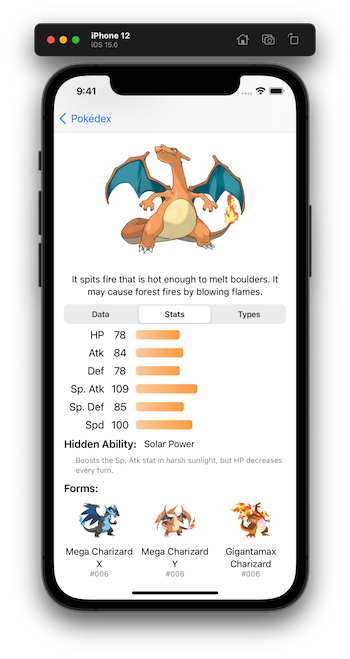 iPhone 12
iOS 15.0
9:41
Pokédex
It spits fire that is hot enough to melt boulders. It
may cause forest fires by blowing flames.
Data Stats Types
HP 78
Atk 84
Def 78
Sp. Atk 109
Sp. Def 85
Spd 100
Hidden Ability: Solar Power
Boosts the Sp. Atk stat in harsh sunlight, but HP decreases
every turn.
Forms:
Mega Charizard Mega Charizard Gigantamax
X Y Charizard
#006 #006 #006